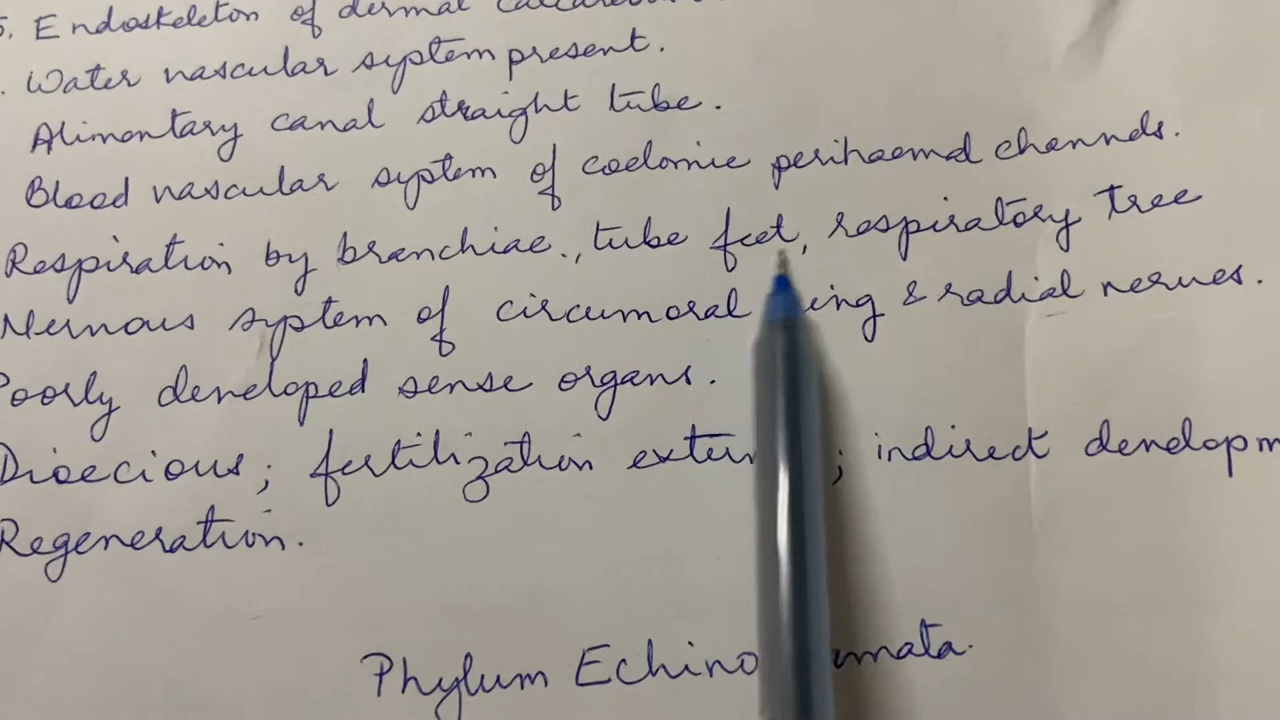 5. Endoskeleton of dermal
. Water vascular system present.
Alimentary canal straight tube.
Blood vascular system of coelomic perihaemal channels.
Respiration by branchiae., tube feet, respiratory tree
Nervous system of circumoral ring & radial nerves.
Poorly developed sense organs.
Dioecious; fertilization exter ; indirect developm
Regeneration.
Phylum Echino mata.